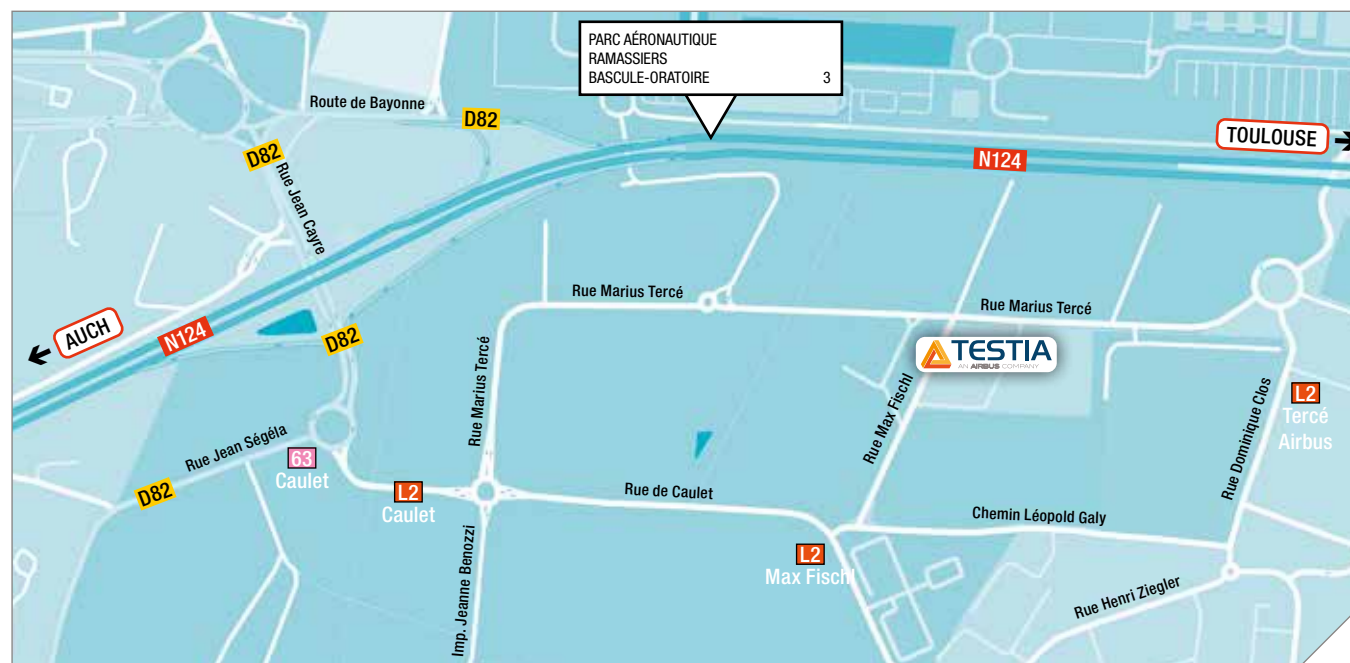 PARC AÉRONAUTIQUE
RAMASSIERS
BASCULE-ORATOIRE 3
Route de Bayonne
D82
TOULOUSE
D82
N124
Rue Jean Cayre
Rue Marius Tercé
Rue Marius Tercé
AUCH
N124
D82
TESTIA
AN AIRBUS COMPANY
Rue Marius Tercé
Rue Max Fischl
L2
Tercé
Airbus
Rue Dominique Clos
Rue Jean Ségéla
63
Caulet
D82
L2
Caulet
Rue de Caulet
Chemin Léopold Galy
L2
Max Fischl
Imp. Jeanne Benozzi
Rue Henri Ziegler